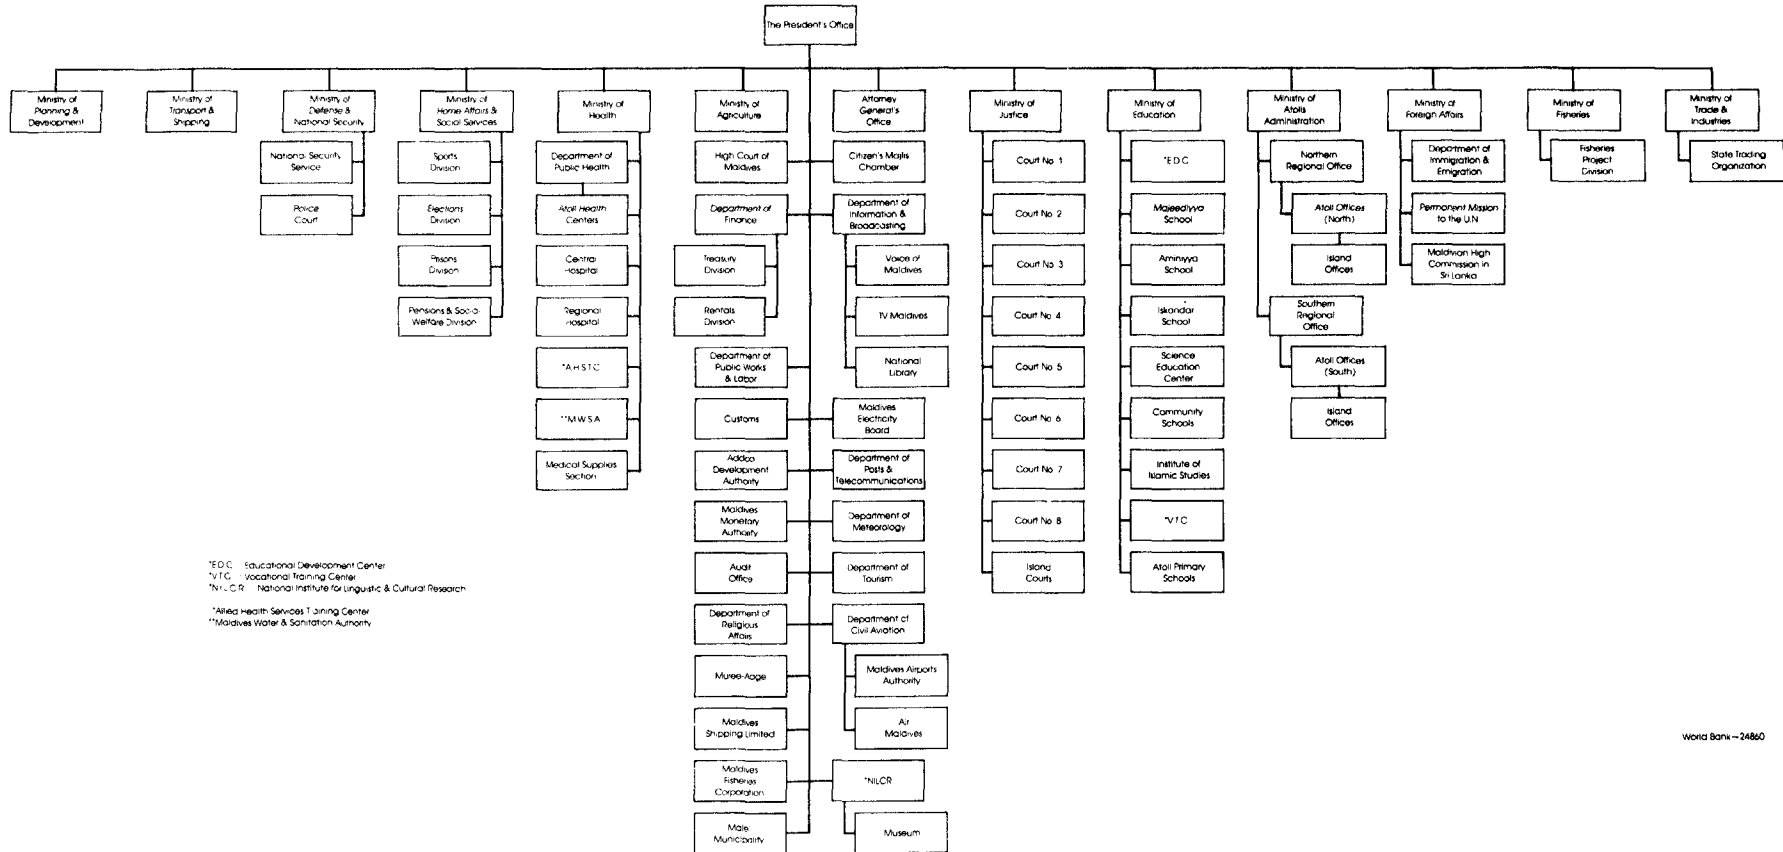 The President's Office
Ministry of
Planning &
Development
Ministry of
Transport &
Shipping
Ministry of
Defense &
National Security
Ministry of
Home Affairs &
Social Services
Ministry of
Health
Ministry of
Agriculture
Attorney
General's
Office
Ministry of
Justice
Ministry of
Education
Ministry of
Atolls
Administration
Ministry of
Foreign Affairs
Ministry of
Fisheries
Ministry of
Trade &
Industries
National Security
Service
Police
Court
Sports
Division
Elections
Division
Prisons
Division
Pensions & Social
Welfare Division
Department of
Public Health
Atoll Health
Centers
Central
Hospital
Regional
Hospital
*A H S T C
**M W S A
Medical Supplies
Section
High Court of
Maldives
Department of
Finance
Treasury
Division
Rentals
Division
Department of
Public Works
& Labor
Customs
Addoo
Development
Authority
Maldives
Monetary
Authority
Audit
Office
Department of
Religious
Affairs
Muree-Aage
Maldives
Shipping Limited
Maldives
Fisheries
Corporation
Male'
Municipality
Citizen's Majlis
Chamber
Department of
Information &
Broadcasting
Voice of
Maldives
TV Maldives
National
Library
Maldives
Electricity
Board
Department of
Posts &
Telecommunications
Department of
Meteorology
Department of
Tourism
Department of
Civil Aviation
Maldives Airports
Authority
Air
Maldives
*NILCR
Museum
Court No 1
Court No 2
Court No 3
Court No 4
Court No 5
Court No 6
Court No 7
Court No 8
Island
Courts
*E D C
Majeediyya
School
Aminiyya
School
Iskandar
School
Science
Education
Center
Community
Schools
Institute of
Islamic Studies
*V T C
Atoll Primary
Schools
Northern
Regional Office
Atoll Offices
(North)
Island
Offices
Southern
Regional
Office
Atoll Offices
(South)
Island
Offices
Department of
Immigration &
Emigration
Permanent Mission
to the U.N
Maldivian High
Commission in
Sri Lanka
Fisheries
Project
Division
State Trading
Organization
*E D C : Educational Development Center
*V T C : Vocational Training Center
*N I L C R : National Institute for Linguistic & Cultural Research
*Allied Health Services Training Center
**Maldives Water & Sanitation Authority
World Bank—24860